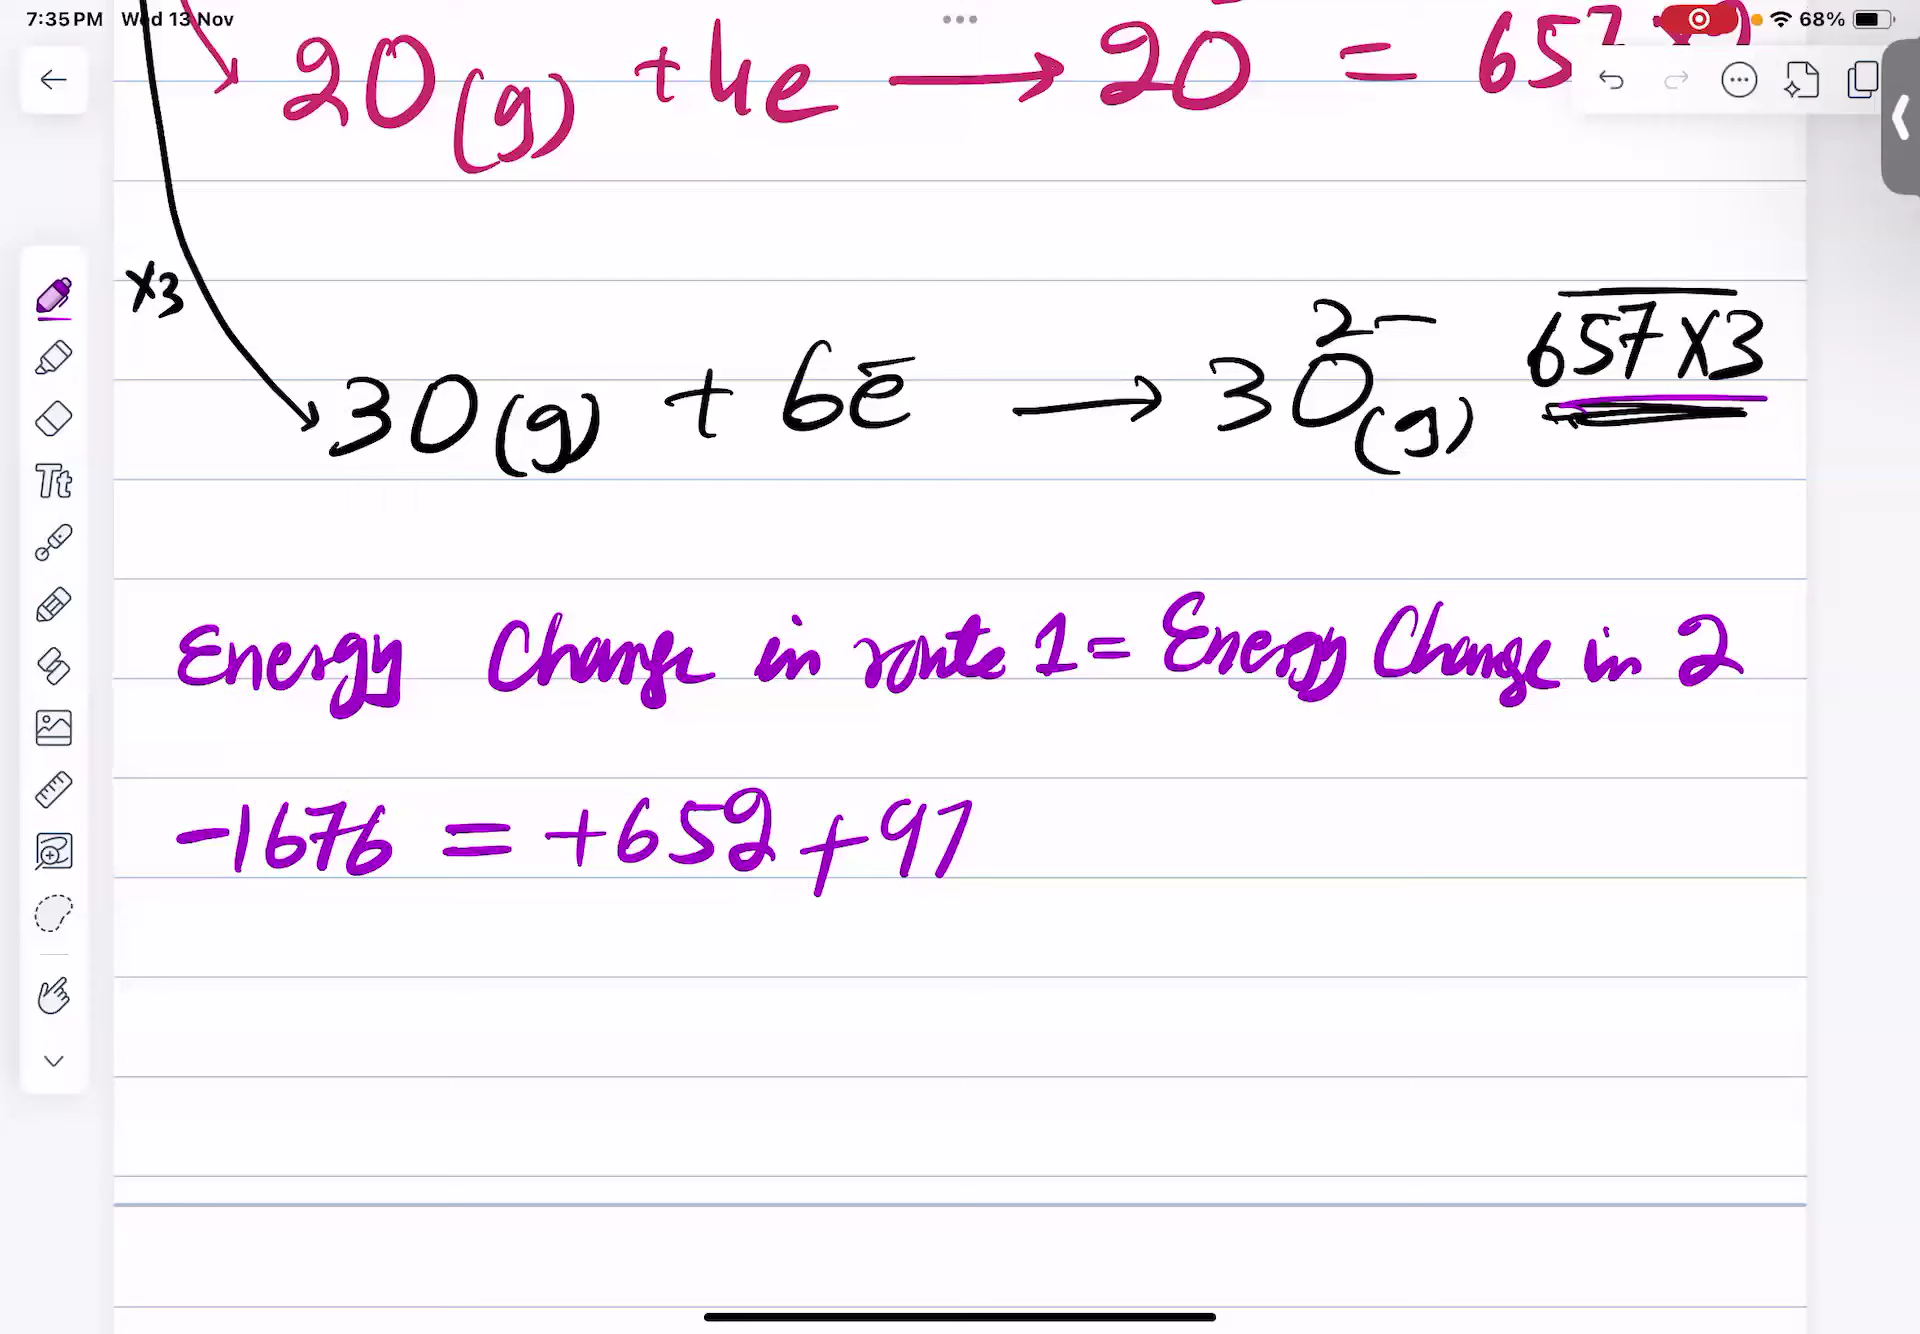 7:35 PM Wed 13 Nov
68%
2O(g) + 4e → 2O = 657
Tt
x3
3O(g) + 6e̅ → 3O²⁻(g) 657 x 3
Energy Change in route 1 = Energy Change in 2
-1676 = +652 + 97